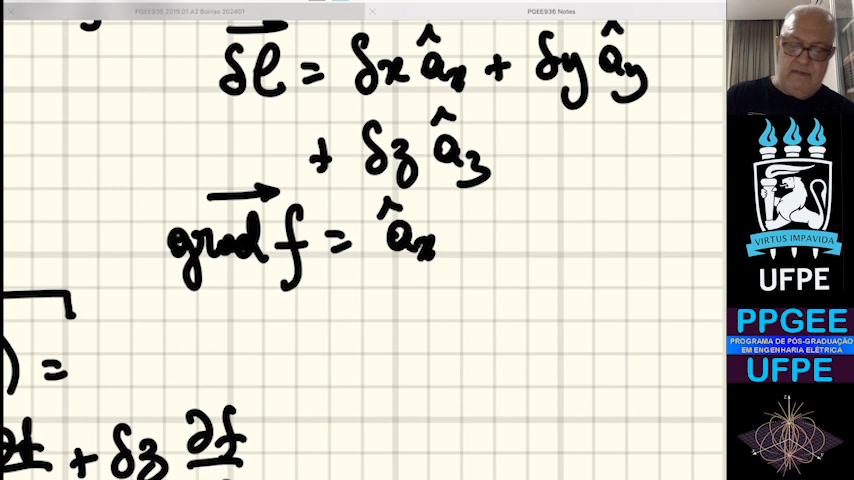 PGEE936 2019.01 A2 Bobinas 202401
PGEE936 Notes
δℓ⃗ = δx âx + δy ây
+ δz âz
grad⃗ f = âx
) =
∂f + δz ∂f
VIRTUS IMPAVIDA
UFPE
PPGEE
PROGRAMA DE PÓS-GRADUAÇÃO
EM ENGENHARIA ELÉTRICA
UFPE